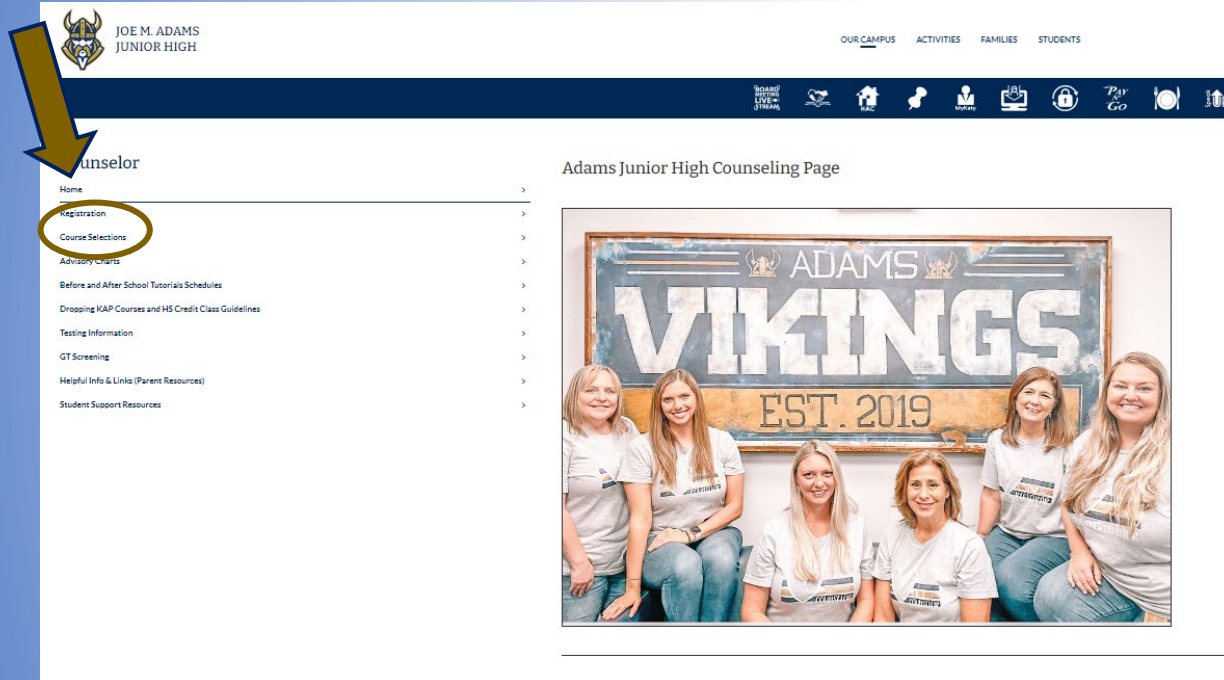 JOE M. ADAMS
JUNIOR HIGH
OUR CAMPUS ACTIVITIES FAMILIES STUDENTS
BOARD
MEETING
LIVE
STREAM
HAC
MyKaty
PAY
N'
GO
unselor
Home
Registration
Course Selections
Advisory Charts
Before and After School Tutorials Schedules
Dropping KAP Courses and HS Credit Class Guidelines
Testing Information
GT Screening
Helpful Info & Links (Parent Resources)
Student Support Resources
Adams Junior High Counseling Page
ADAMS
VIKINGS
EST. 2019